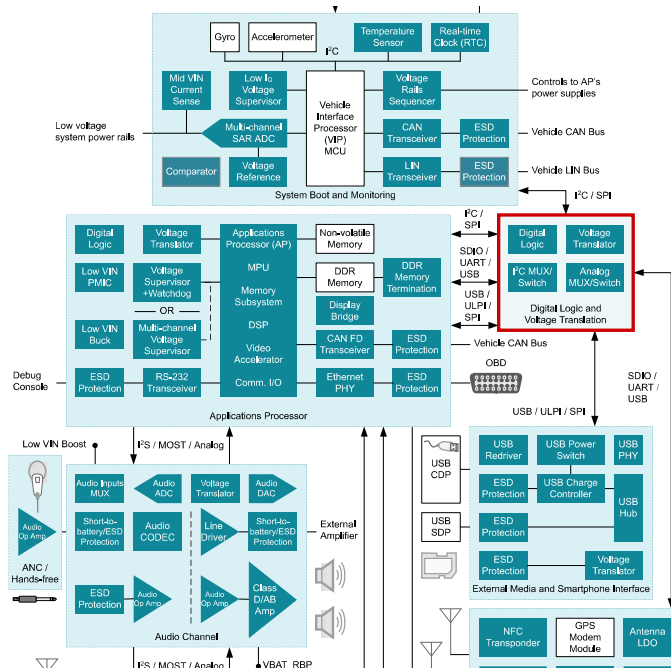 Gyro
Accelerometer
Temperature
Sensor
Real-time
Clock (RTC)
I²C
Mid VIN
Current
Sense
Low IQ
Voltage
Supervisor
Vehicle
Interface
Processor
(VIP)
MCU
Voltage
Rails
Sequencer
Controls to AP's
power supplies
Low voltage
system power rails
Multi-channel
SAR ADC
CAN
Transceiver
ESD
Protection
Vehicle CAN Bus
Comparator
Voltage
Reference
LIN
Transceiver
ESD
Protection
Vehicle LIN Bus
System Boot and Monitoring
I²C / SPI
Digital
Logic
Voltage
Translator
Applications
Processor (AP)
MPU
Memory
Subsystem
DSP
Video
Accelerator
Comm. I/O
Non-volatile
Memory
I²C /
SPI
Digital
Logic
Voltage
Translator
Low VIN
PMIC
Voltage
Supervisor
+Watchdog
DDR
Memory
DDR
Memory
Termination
SDIO /
UART /
USB
I²C MUX/
Switch
Analog
MUX/Switch
Digital Logic and
Voltage Translation
OR
Display
Bridge
USB /
ULPI /
SPI
Low VIN
Buck
Multi-channel
Voltage
Supervisor
CAN FD
Transceiver
ESD
Protection
Vehicle CAN Bus
OBD
Debug
Console
ESD
Protection
RS-232
Transceiver
Ethernet
PHY
ESD
Protection
SDIO /
UART /
USB
Applications Processor
USB / ULPI / SPI
Low VIN Boost
I²S / MOST / Analog
Audio Inputs
MUX
Audio
ADC
Voltage
Translator
Audio
DAC
USB
CDP
USB
Redriver
USB Power
Switch
USB
PHY
ESD
Protection
USB Charge
Controller
USB
Hub
Audio
Op Amp
Short-to-
battery/ESD
Protection
Audio
CODEC
Line
Driver
Short-to-
battery/ESD
Protection
External
Amplifier
USB
SDP
ESD
Protection
ANC /
Hands-free
ESD
Protection
Audio
Op Amp
Audio
Op Amp
Class
D/AB
Amp
ESD
Protection
Voltage
Translator
External Media and Smartphone Interface
Audio Channel
I²S / MOST / Analog
VBAT_RBP
NFC
Transponder
GPS
Modem
Module
Antenna
LDO